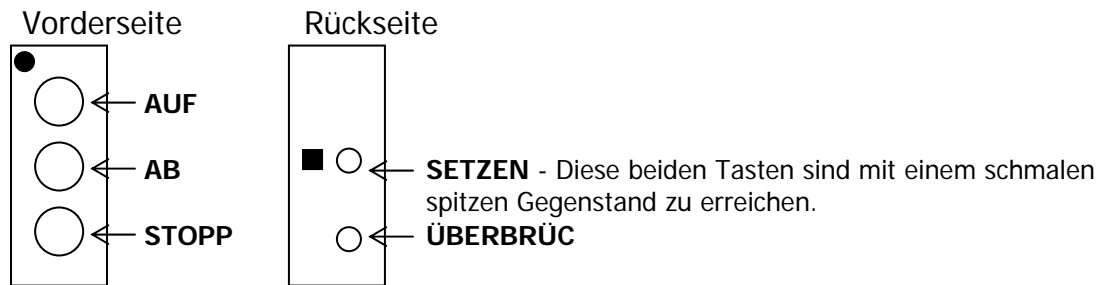 Vorderseite
Rückseite
AUF
AB
STOPP
SETZEN - Diese beiden Tasten sind mit einem schmalen
spitzen Gegenstand zu erreichen.
ÜBERBRÜC